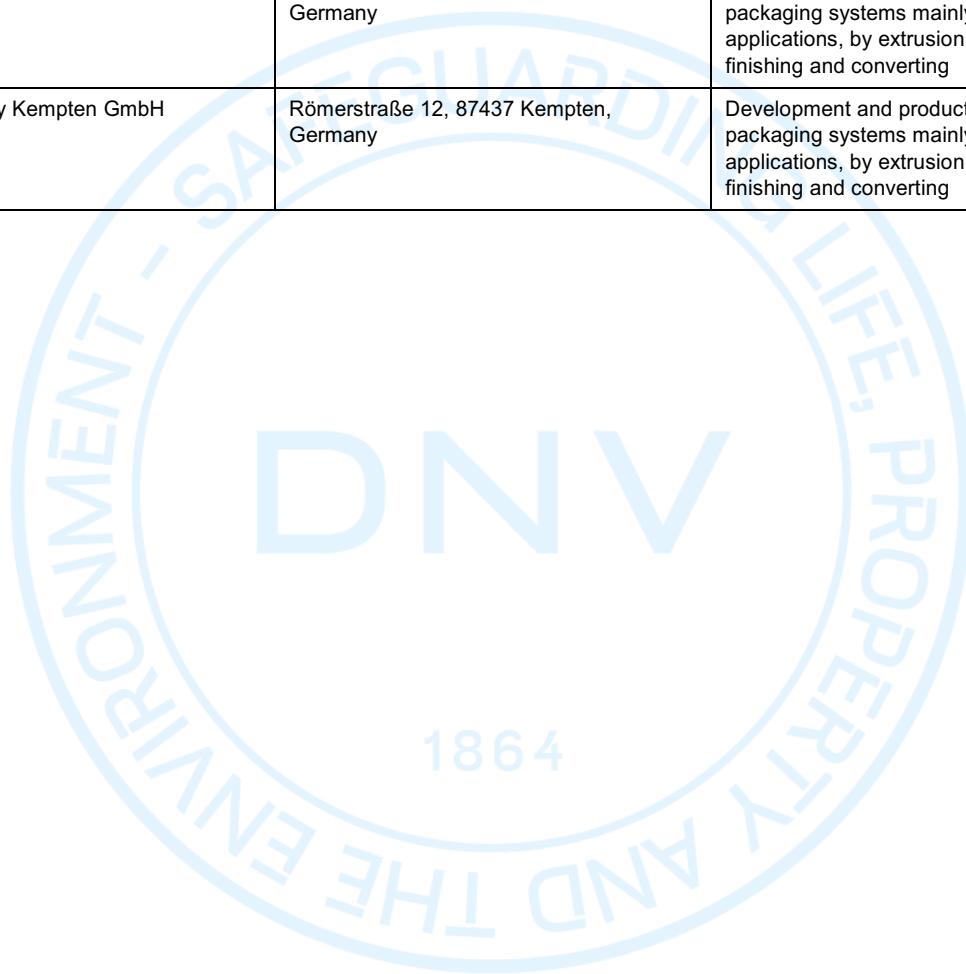 Germany
packaging systems mainly
applications, by extrusion
finishing and converting
y Kempten GmbH
Römerstraße 12, 87437 Kempten,
Germany
Development and product
packaging systems mainly
applications, by extrusion
finishing and converting
SAFEGUARDING LIFE, PROPERTY AND THE ENVIRONMENT -
DNV
1864